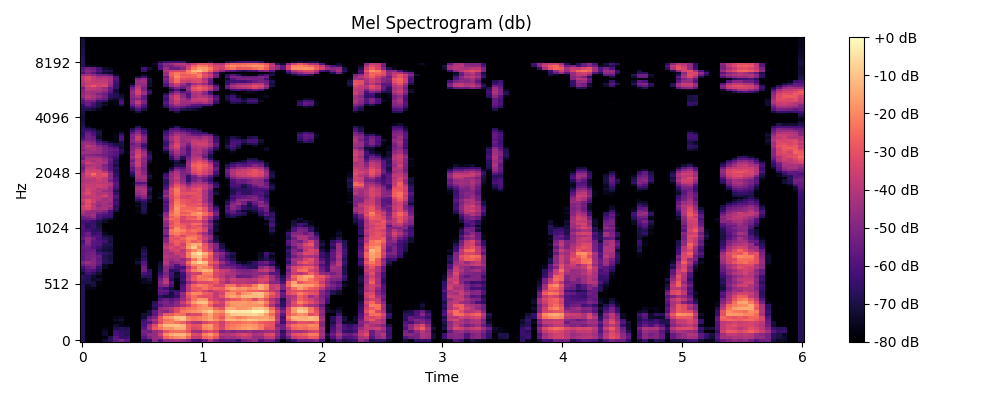 Mel Spectrogram (db)
8192
4096
2048
1024
512
0
Hz
0 1 2 3 4 5 6
Time
+0 dB
-10 dB
-20 dB
-30 dB
-40 dB
-50 dB
-60 dB
-70 dB
-80 dB